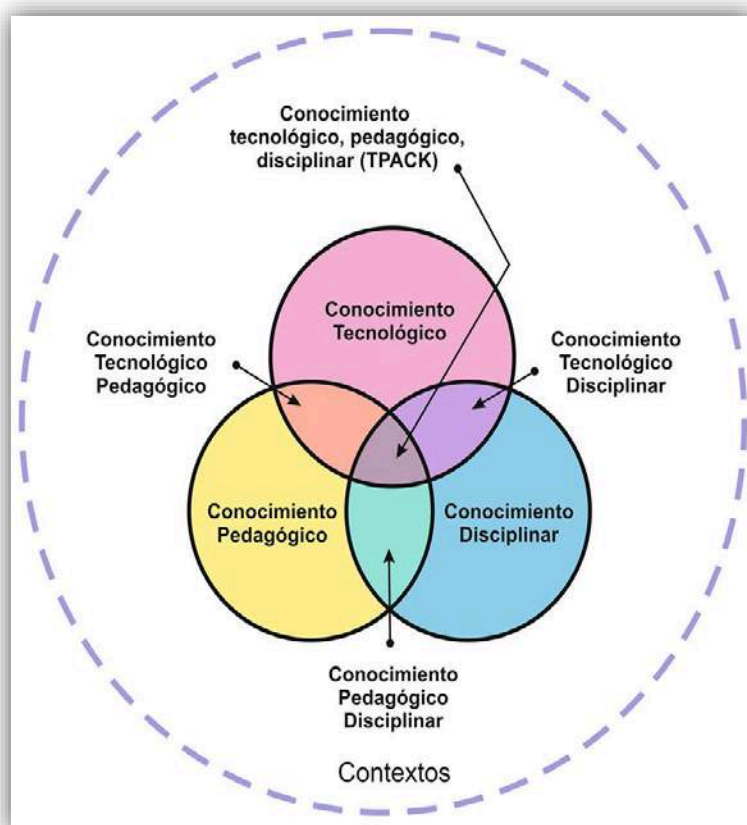 Conocimiento
tecnológico, pedagógico,
disciplinar (TPACK)
Conocimiento
Tecnológico
Conocimiento
Tecnológico
Pedagógico
Conocimiento
Tecnológico
Disciplinar
Conocimiento
Pedagógico
Conocimiento
Disciplinar
Conocimiento
Pedagógico
Disciplinar
Contextos